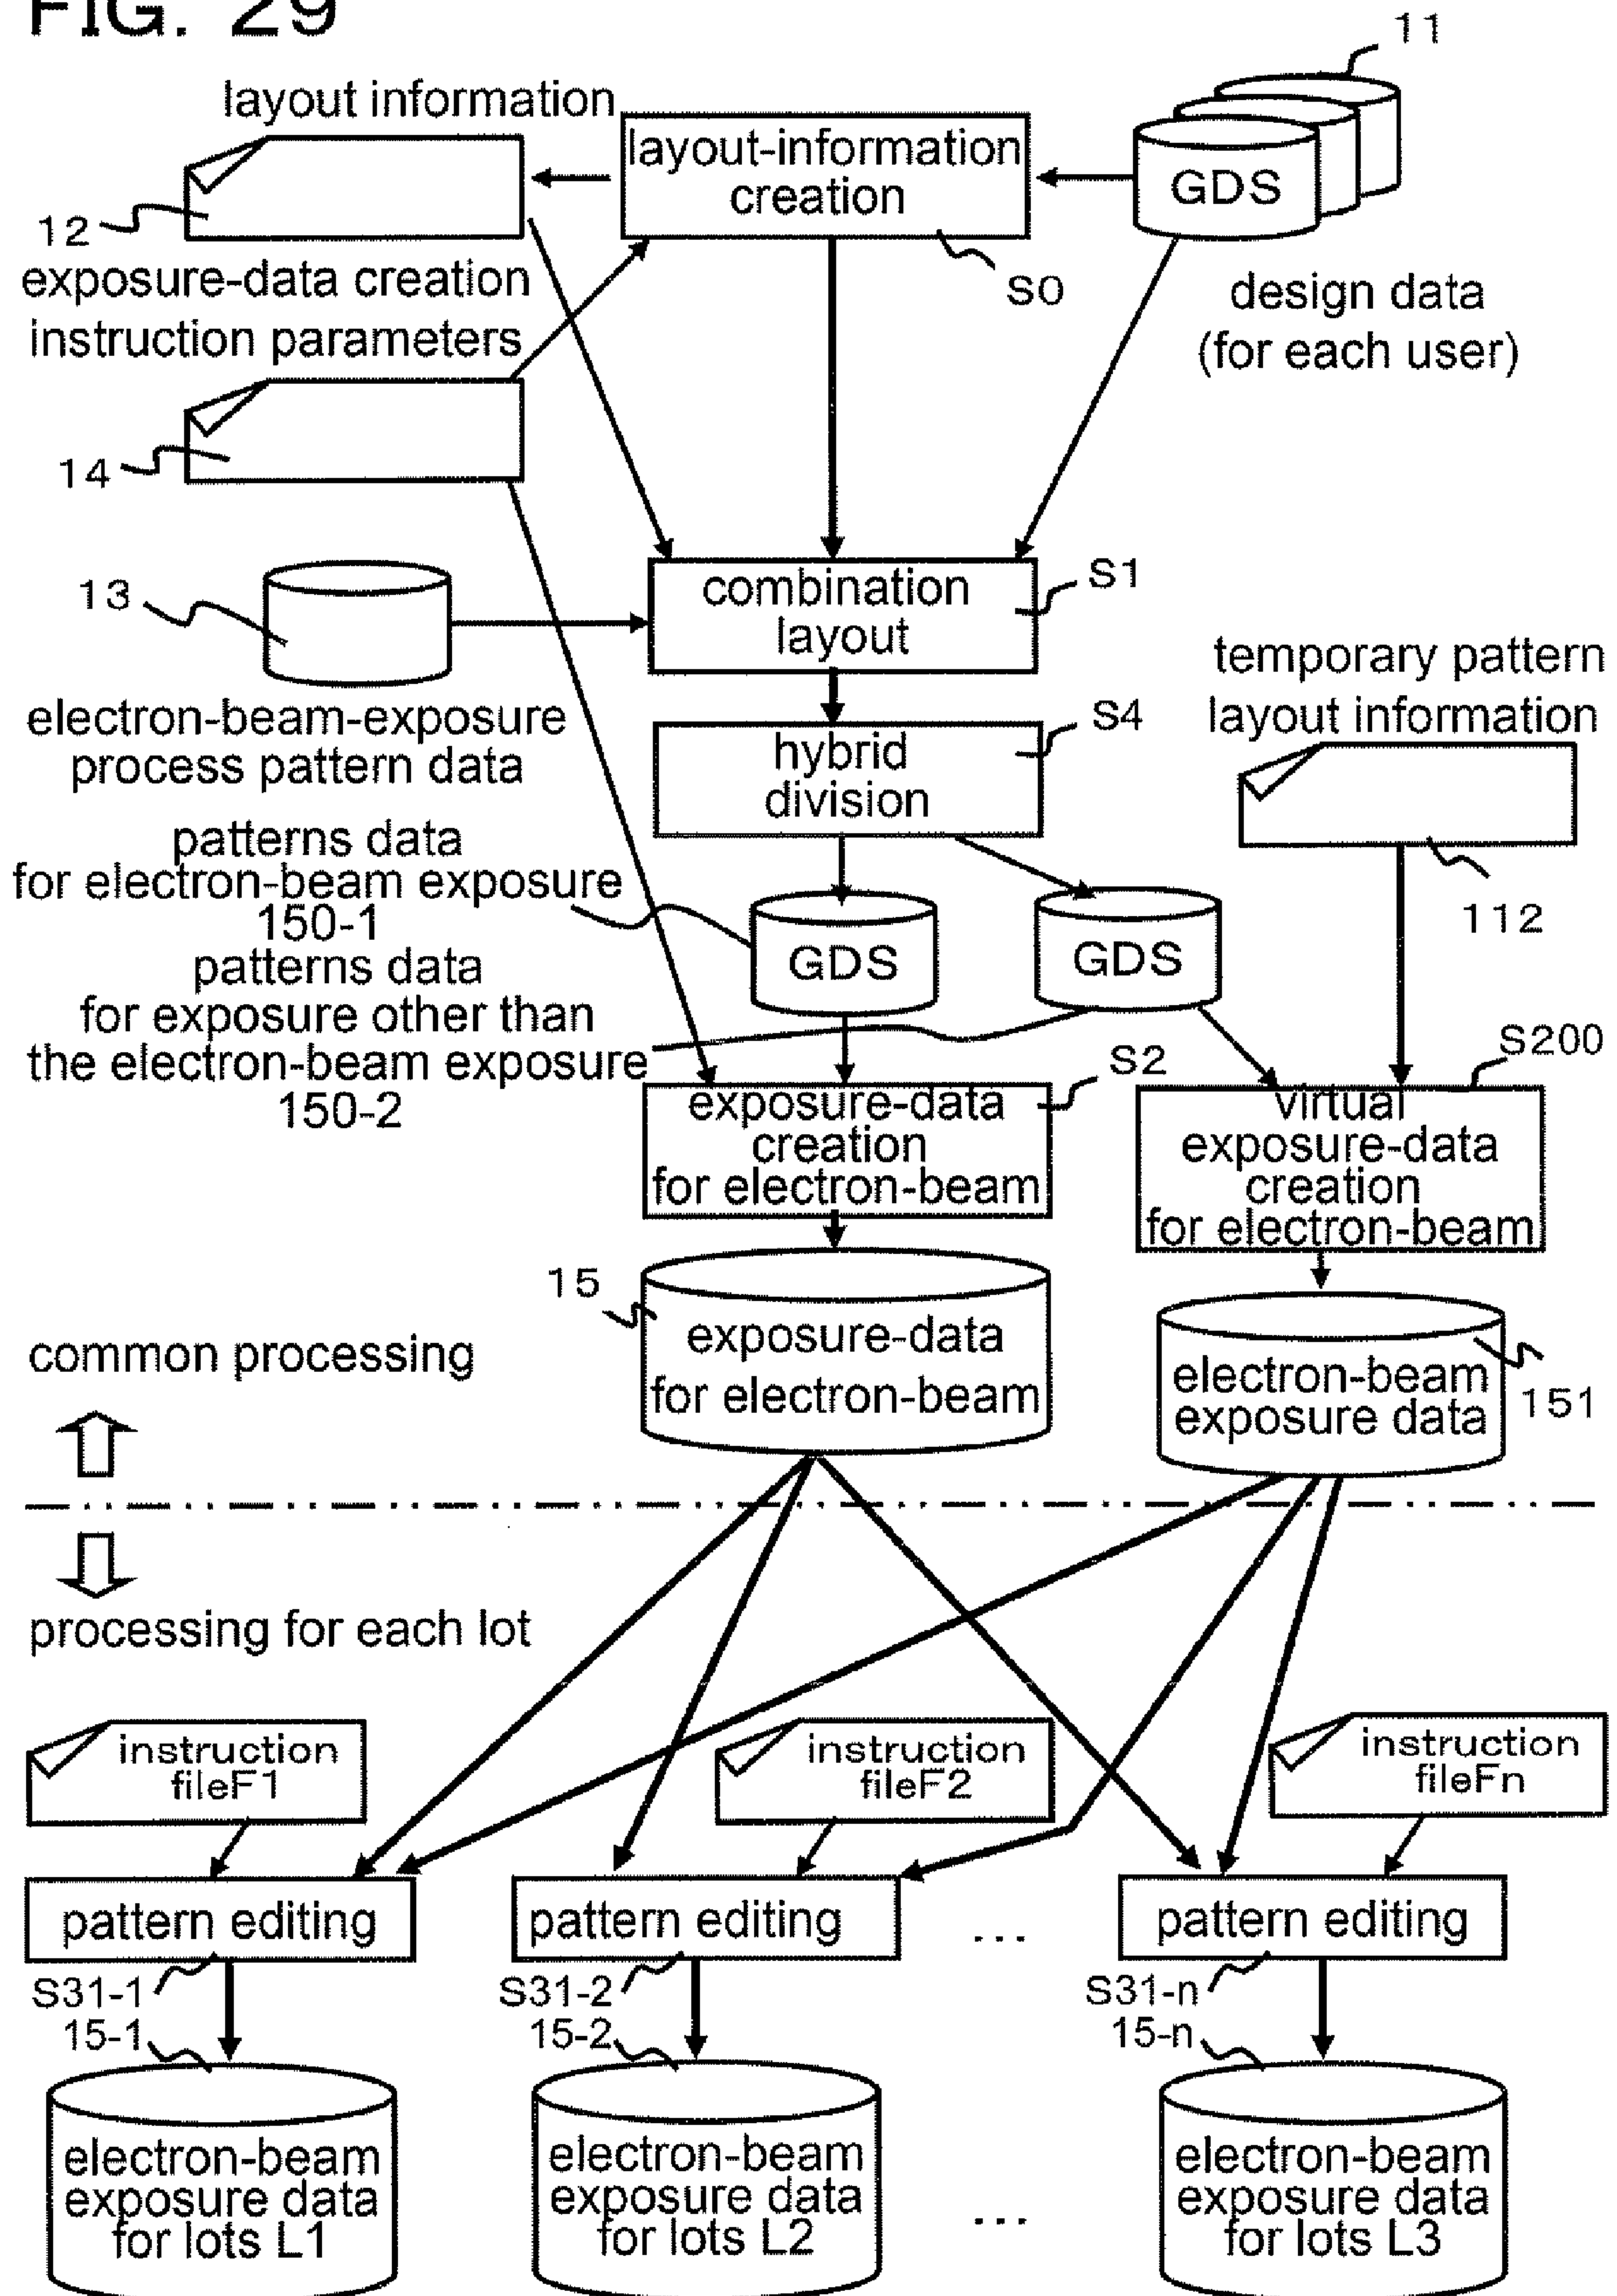 FIG. 29
11
layout information
layout-information
creation
GDS
12
S0
exposure-data creation
instruction parameters
design data
(for each user)
14
13
combination
layout
S1
temporary pattern
layout information
electron-beam-exposure
process pattern data
hybrid
division
S4
patterns data
for electron-beam exposure
150-1
112
GDS
GDS
patterns data
for exposure other than
the electron-beam exposure
150-2
S2
S200
exposure-data
creation
for electron-beam
virtual
exposure-data
creation
for electron-beam
15
exposure-data
for electron-beam
electron-beam
exposure data
151
common processing
processing for each lot
instruction
fileF1
instruction
fileF2
instruction
fileFn
pattern editing
pattern editing
...
pattern editing
S31-1
S31-2
S31-n
15-1
15-2
15-n
electron-beam
exposure data
for lots L1
electron-beam
exposure data
for lots L2
...
electron-beam
exposure data
for lots L3